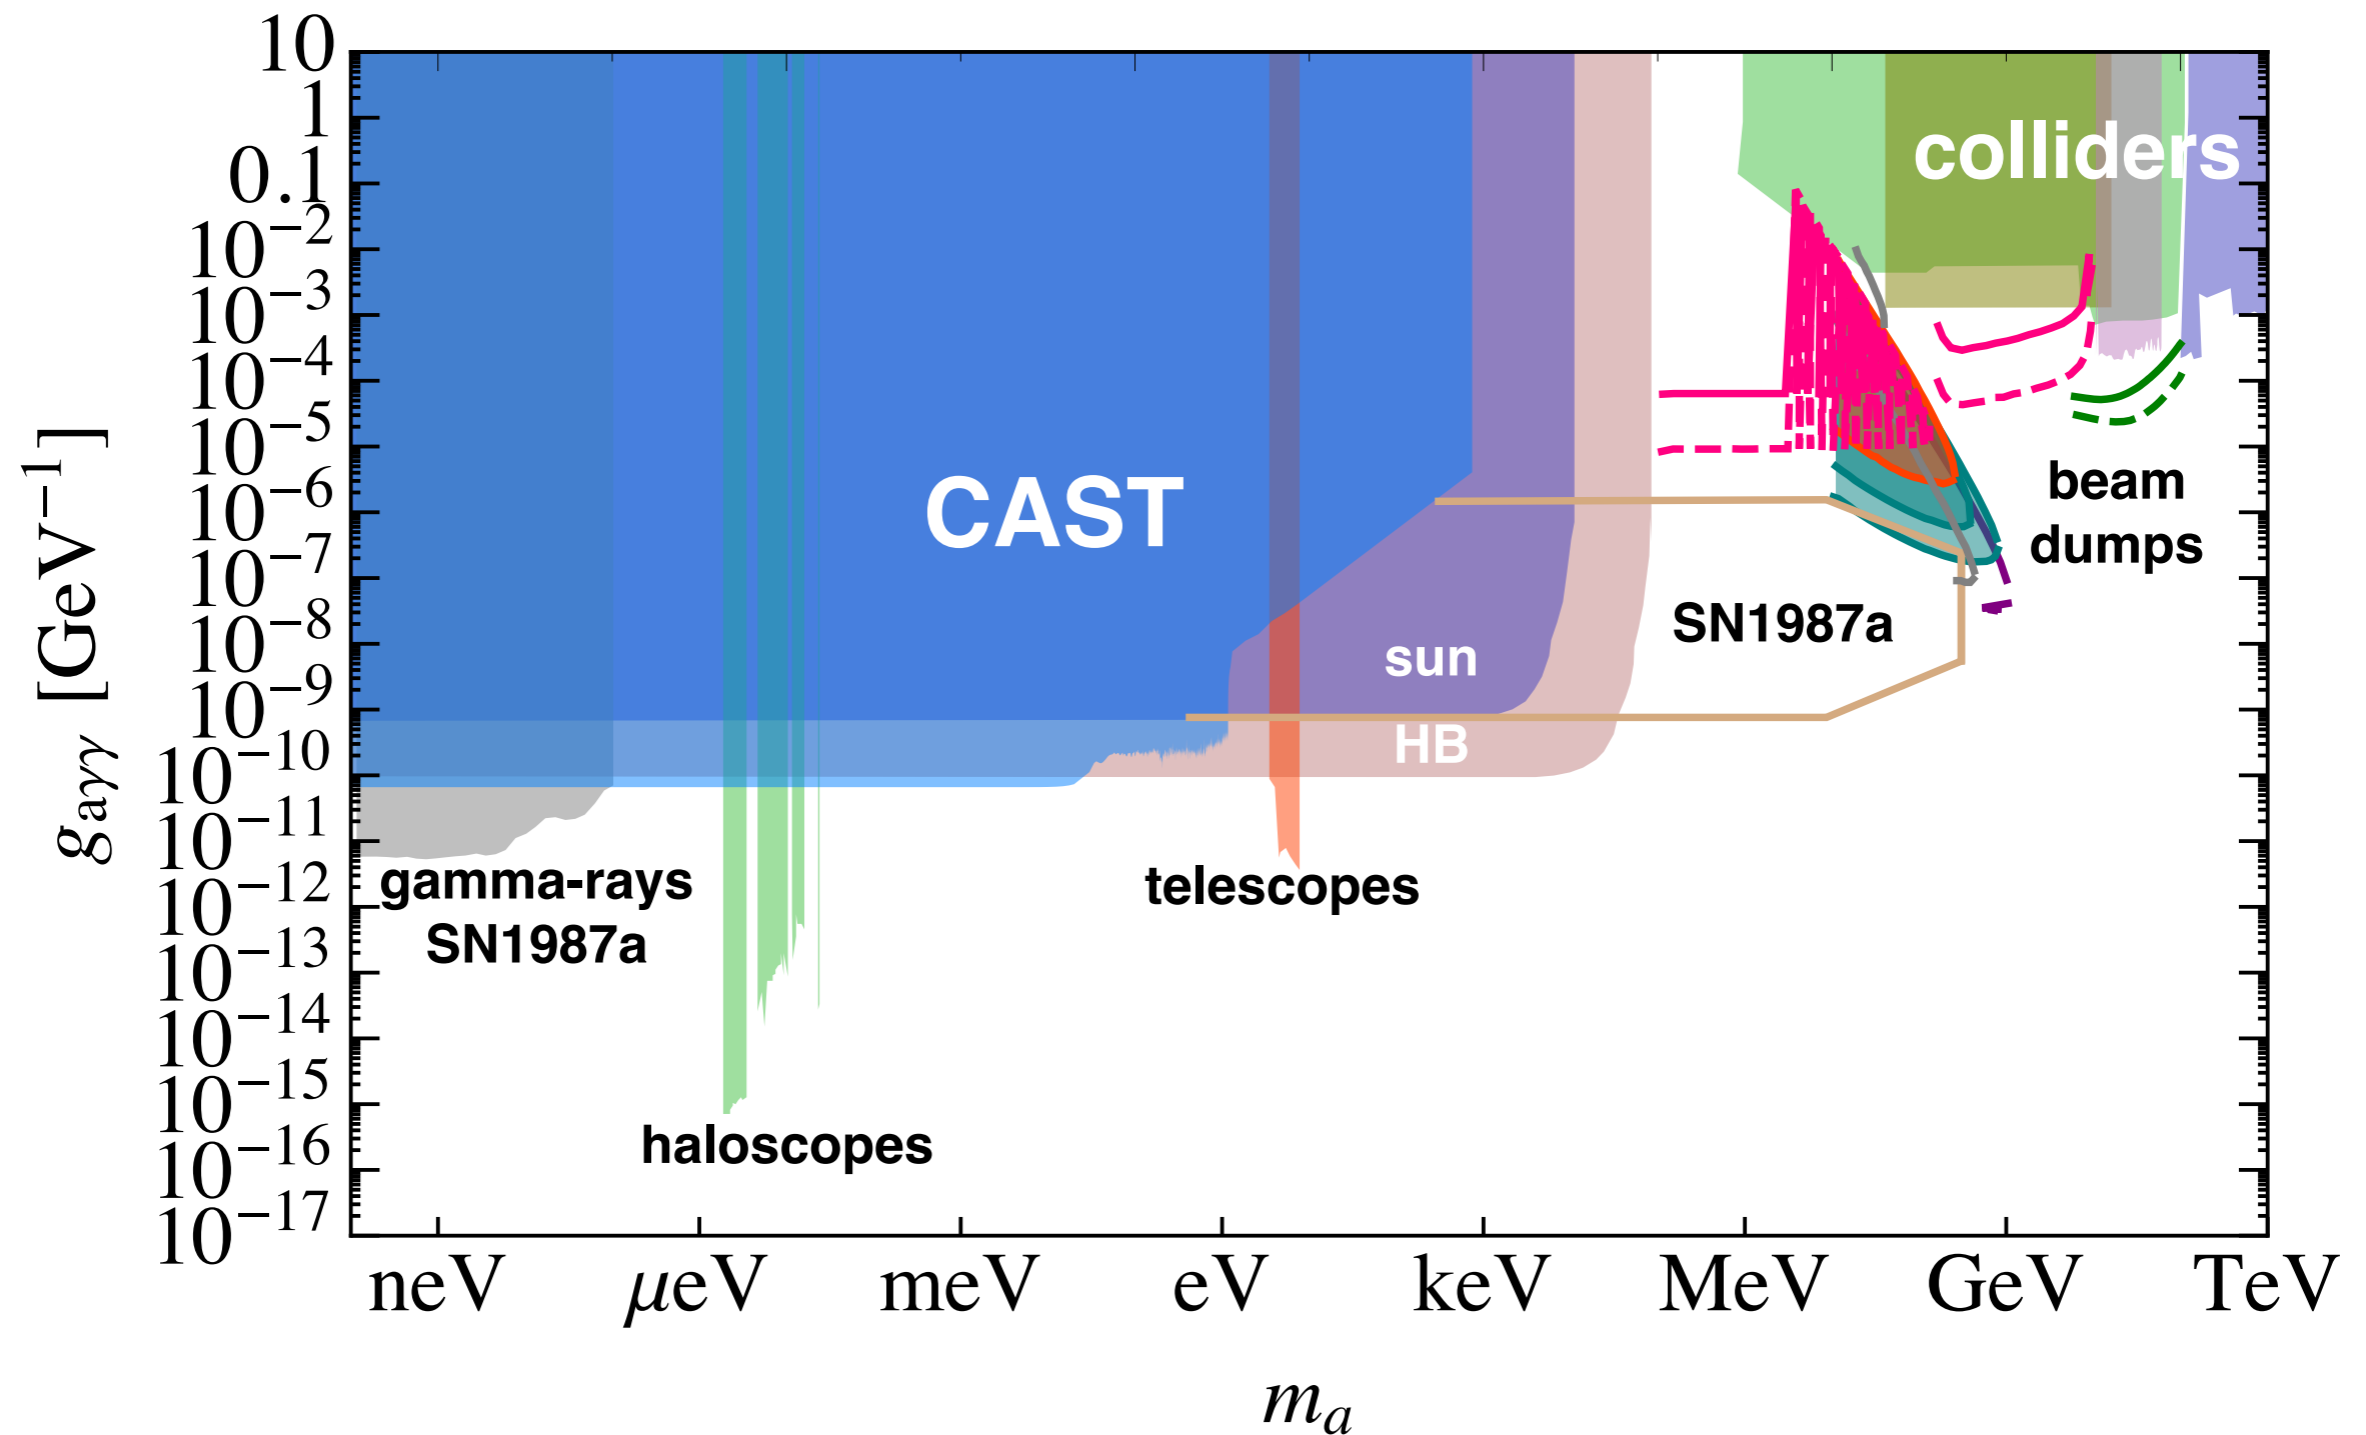 10
1
0.1
10⁻²
10⁻³
10⁻⁴
10⁻⁵
10⁻⁶
10⁻⁷
10⁻⁸
10⁻⁹
10⁻¹⁰
10⁻¹¹
10⁻¹²
10⁻¹³
10⁻¹⁴
10⁻¹⁵
10⁻¹⁶
10⁻¹⁷
g_aγγ [GeV⁻¹]
colliders
CAST
beam
dumps
SN1987a
sun
HB
gamma-rays
SN1987a
telescopes
haloscopes
neV μeV meV eV keV MeV GeV TeV
m_a